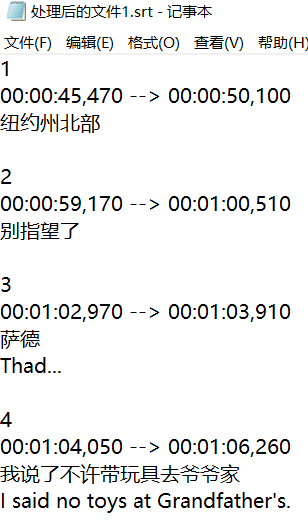 处理后的文件1.srt - 记事本
文件(F) 编辑(E) 格式(O) 查看(V) 帮助(H)
1
00:00:45,470 --> 00:00:50,100
纽约州北部
2
00:00:59,170 --> 00:01:00,510
别指望了
3
00:01:02,970 --> 00:01:03,910
萨德
Thad...
4
00:01:04,050 --> 00:01:06,260
我说了不许带玩具去爷爷家
I said no toys at Grandfather's.